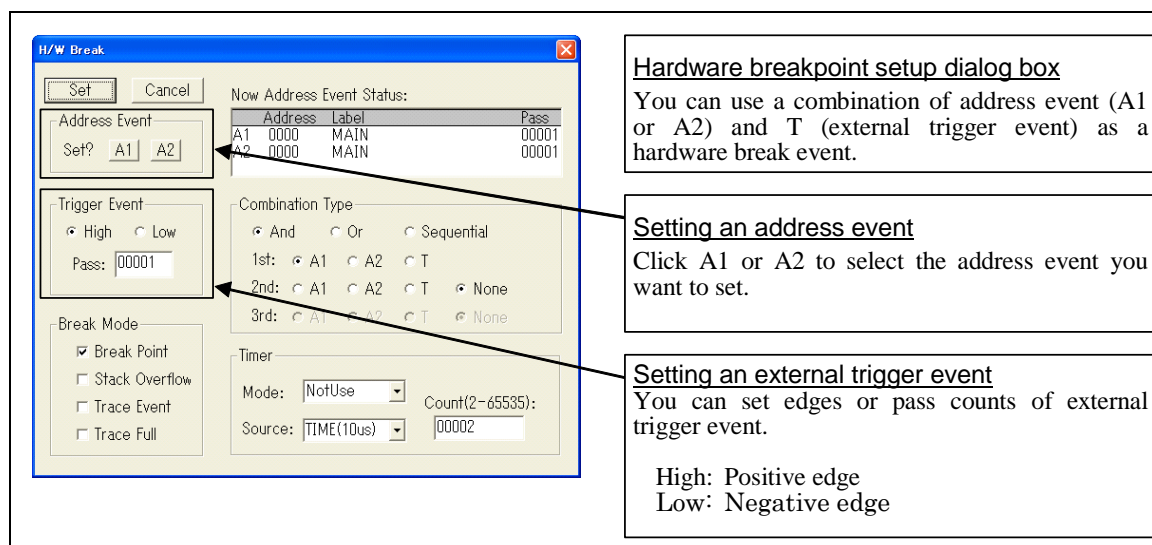 H/W Break
Set Cancel
Address Event
Set? A1 A2
Now Address Event Status:
Address Label Pass
A1 0000 MAIN 00001
A2 0000 MAIN 00001
Trigger Event
High Low
Pass: 00001
Combination Type
And Or Sequential
1st: A1 A2 T
2nd: A1 A2 T None
3rd: A1 A2 T None
Break Mode
Break Point
Stack Overflow
Trace Event
Trace Full
Timer
Mode: NotUse
Count(2-65535):
Source: TIME(10us) 00002
Hardware breakpoint setup dialog box
You can use a combination of address event (A1
or A2) and T (external trigger event) as a
hardware break event.
Setting an address event
Click A1 or A2 to select the address event you
want to set.
Setting an external trigger event
You can set edges or pass counts of external
trigger event.
High: Positive edge
Low: Negative edge